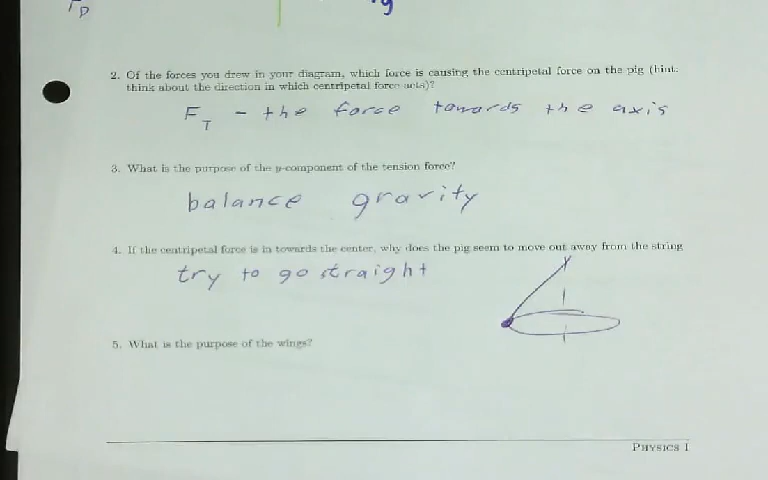 F_D
g
2. Of the forces you drew in your diagram, which force is causing the centripetal force on the pig (hint:
think about the direction in which centripetal force acts)?
F_T - the force towards the axis
3. What is the purpose of the y-component of the tension force?
balance gravity
4. If the centripetal force is in towards the center, why does the pig seem to move out away from the string
try to go straight
5. What is the purpose of the wings?
PHYSICS I